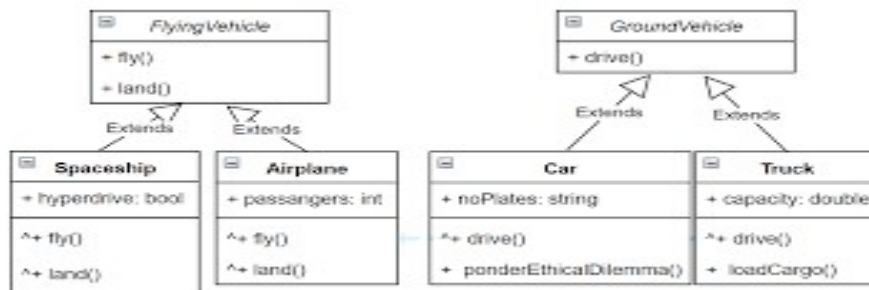 FlyingVehicle
+ fly()
+ land()
GroundVehicle
+ drive()
Extends
Extends
Extends
Extends
Spaceship
+ hyperdrive: bool
^+ fly()
^+ land()
Airplane
+ passangers: int
^+ fly()
^+ land()
Car
+ noPlates: string
^+ drive()
+ ponderEthicalDilemma()
Truck
+ capacity: double
^+ drive()
+ loadCargo()